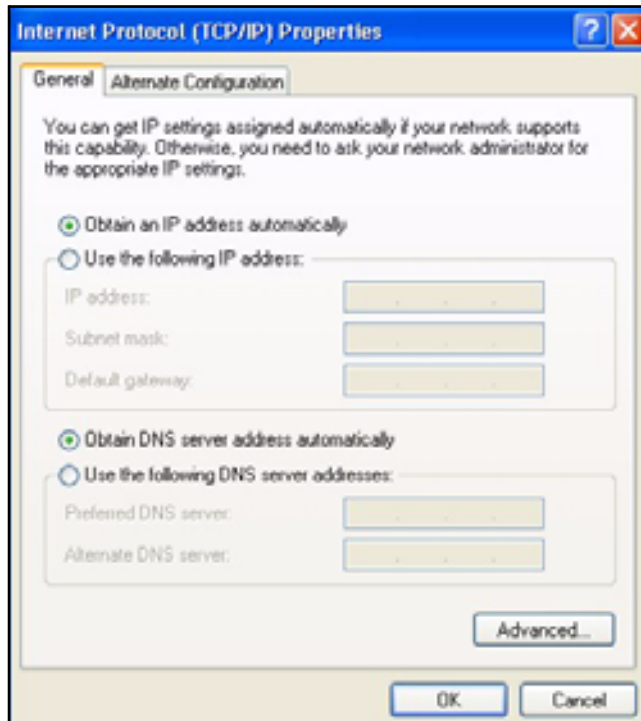 Internet Protocol (TCP/IP) Properties
General
Alternate Configuration
You can get IP settings assigned automatically if your network supports
this capability. Otherwise, you need to ask your network administrator for
the appropriate IP settings.
Obtain an IP address automatically
Use the following IP address:
IP address:
Subnet mask:
Default gateway:
Obtain DNS server address automatically
Use the following DNS server addresses:
Preferred DNS server:
Alternate DNS server:
Advanced...
OK
Cancel